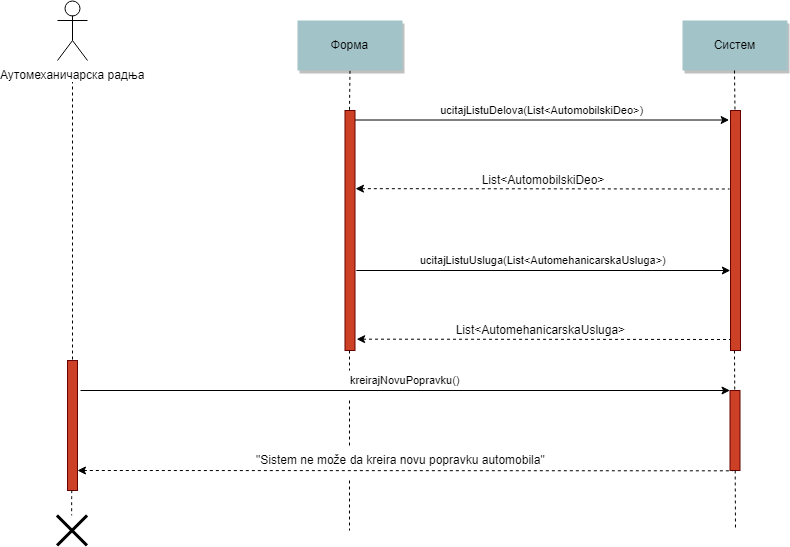 Форма
Систем
Аутомеханичарска радња
ucitajListuDelova(List<AutomobilskiDeo>)
List<AutomobilskiDeo>
ucitajListuUsluga(List<AutomehanicarskaUsluga>)
List<AutomehanicarskaUsluga>
kreirajNovuPopravku()
"Sistem ne može da kreira novu popravku automobila"